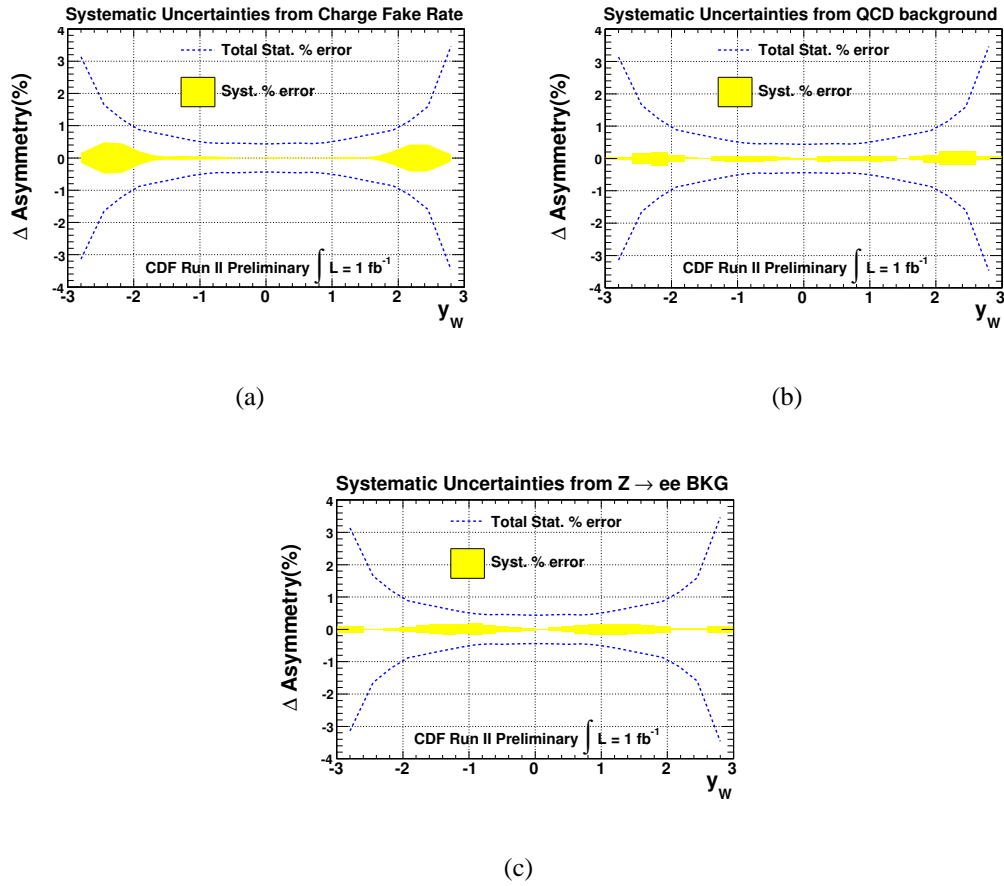 Systematic Uncertainties from Charge Fake Rate
Δ Asymmetry(%)
4
3
2
1
0
-1
-2
-3
-4
Total Stat. % error
Syst. % error
CDF Run II Preliminary ∫ L = 1 fb⁻¹
-3 -2 -1 0 1 2 3
y_W
(a)
Systematic Uncertainties from QCD background
Δ Asymmetry(%)
4
3
2
1
0
-1
-2
-3
-4
Total Stat. % error
Syst. % error
CDF Run II Preliminary ∫ L = 1 fb⁻¹
-3 -2 -1 0 1 2 3
y_W
(b)
Systematic Uncertainties from Z → ee BKG
Δ Asymmetry(%)
4
3
2
1
0
-1
-2
-3
-4
Total Stat. % error
Syst. % error
CDF Run II Preliminary ∫ L = 1 fb⁻¹
-3 -2 -1 0 1 2 3
y_W
(c)